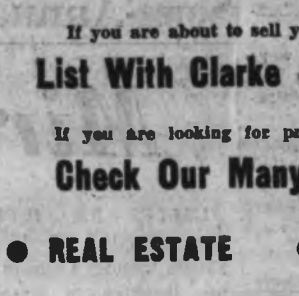 If you are about to sell y
List With Clarke
If you are looking for pr
Check Our Many
● REAL ESTATE